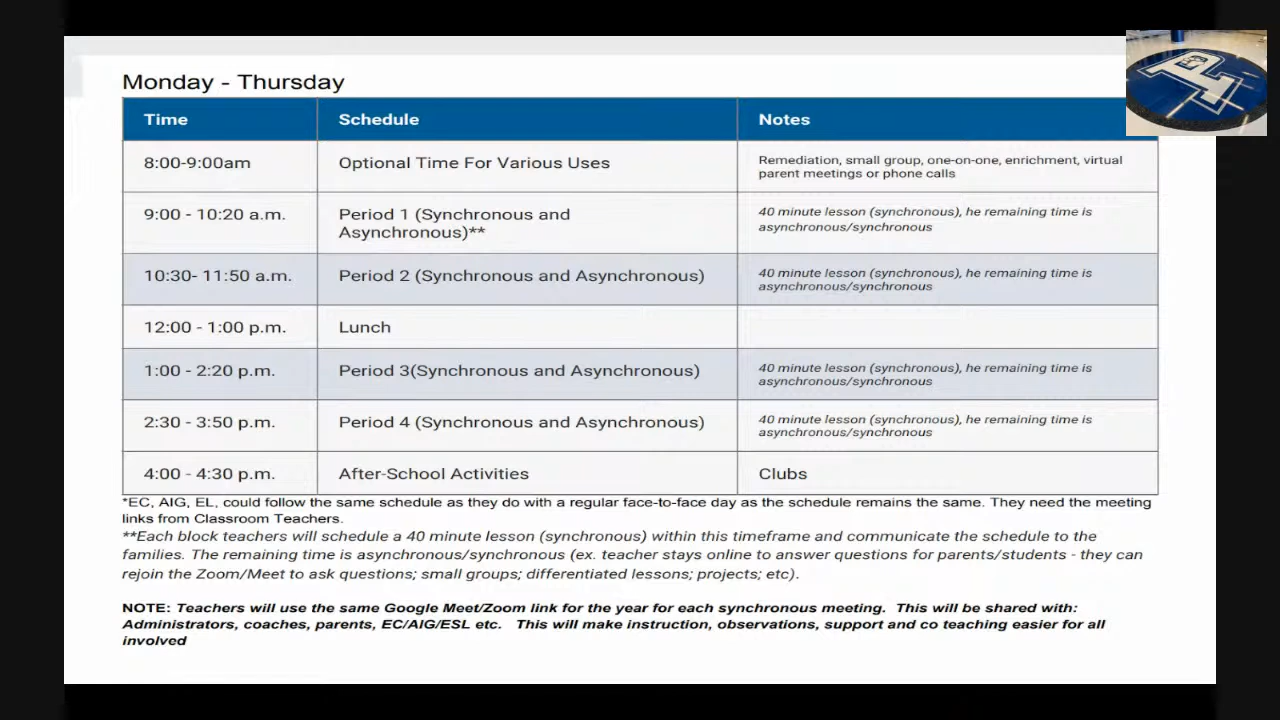 Monday - Thursday
Time Schedule Notes
8:00-9:00am Optional Time For Various Uses Remediation, small group, one-on-one, enrichment, virtual
parent meetings or phone calls
9:00 - 10:20 a.m. Period 1 (Synchronous and 40 minute lesson (synchronous), he remaining time is
Asynchronous)** asynchronous/synchronous
10:30- 11:50 a.m. Period 2 (Synchronous and Asynchronous) 40 minute lesson (synchronous), he remaining time is
asynchronous/synchronous
12:00 - 1:00 p.m. Lunch
1:00 - 2:20 p.m. Period 3(Synchronous and Asynchronous) 40 minute lesson (synchronous), he remaining time is
asynchronous/synchronous
2:30 - 3:50 p.m. Period 4 (Synchronous and Asynchronous) 40 minute lesson (synchronous), he remaining time is
asynchronous/synchronous
4:00 - 4:30 p.m. After-School Activities Clubs
*EC, AIG, EL, could follow the same schedule as they do with a regular face-to-face day as the schedule remains the same. They need the meeting
links from Classroom Teachers.
**Each block teachers will schedule a 40 minute lesson (synchronous) within this timeframe and communicate the schedule to the
families. The remaining time is asynchronous/synchronous (ex. teacher stays online to answer questions for parents/students - they can
rejoin the Zoom/Meet to ask questions; small groups; differentiated lessons; projects; etc).
NOTE: Teachers will use the same Google Meet/Zoom link for the year for each synchronous meeting. This will be shared with:
Administrators, coaches, parents, EC/AIG/ESL etc. This will make instruction, observations, support and co teaching easier for all
involved